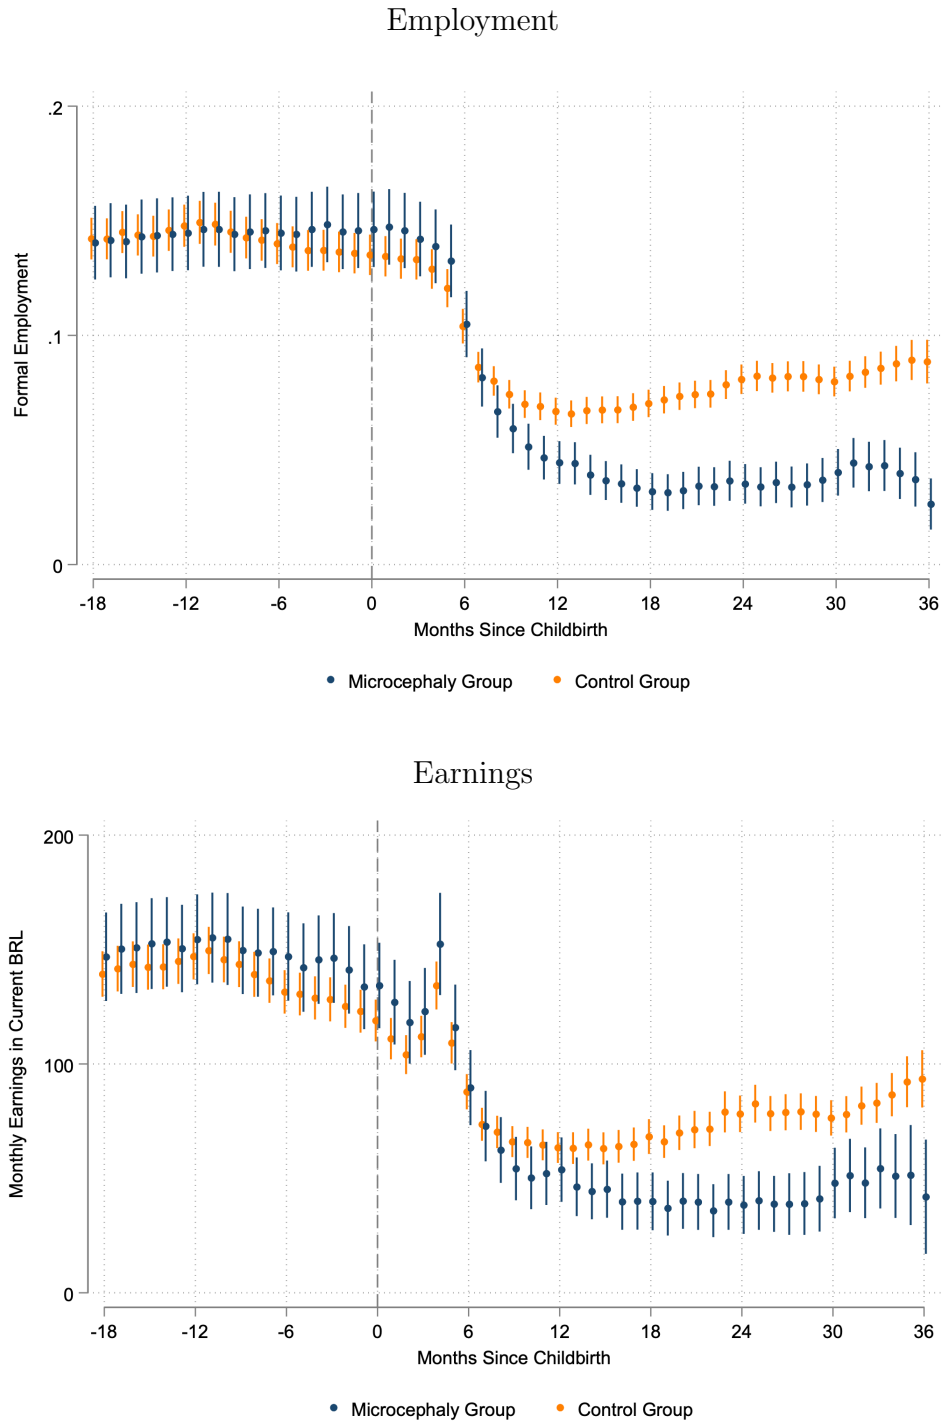 Employment
.2
.1
0
Formal Employment
-18 -12 -6 0 6 12 18 24 30 36
Months Since Childbirth
Microcephaly Group Control Group
Earnings
200
100
0
Monthly Earnings in Current BRL
-18 -12 -6 0 6 12 18 24 30 36
Months Since Childbirth
Microcephaly Group Control Group